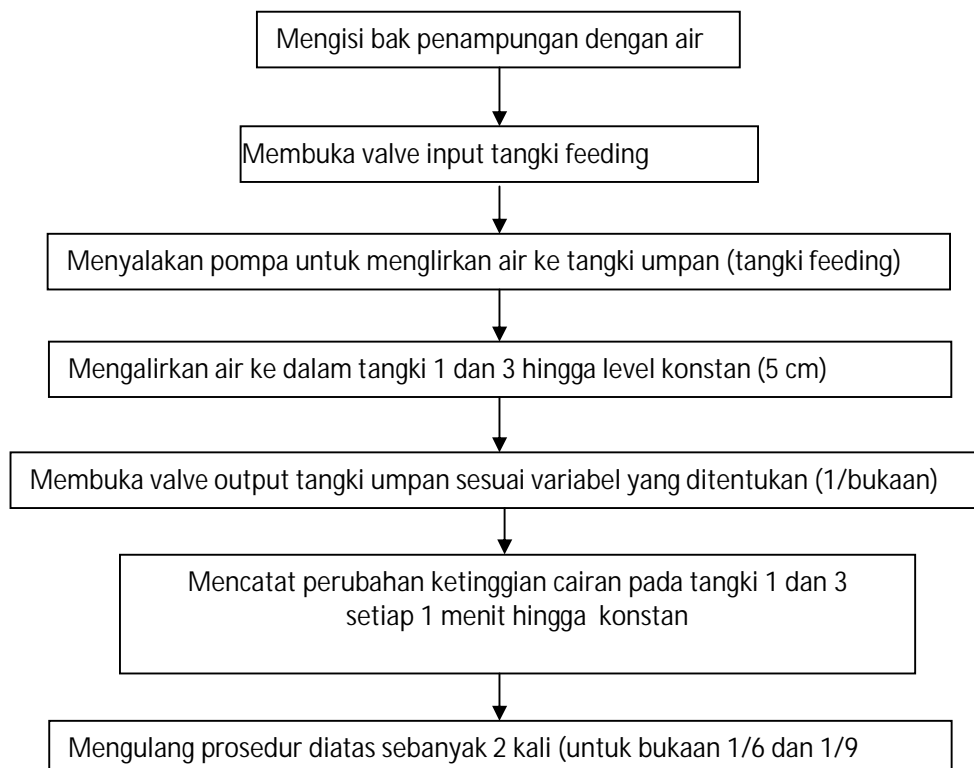 Mengisi bak penampungan dengan air
Membuka valve input tangki feeding
Menyalakan pompa untuk menglirkan air ke tangki umpan (tangki feeding)
Mengalirkan air ke dalam tangki 1 dan 3 hingga level konstan (5 cm)
Membuka valve output tangki umpan sesuai variabel yang ditentukan (1/bukaan)
Mencatat perubahan ketinggian cairan pada tangki 1 dan 3
setiap 1 menit hingga konstan
Mengulang prosedur diatas sebanyak 2 kali (untuk bukaan 1/6 dan 1/9